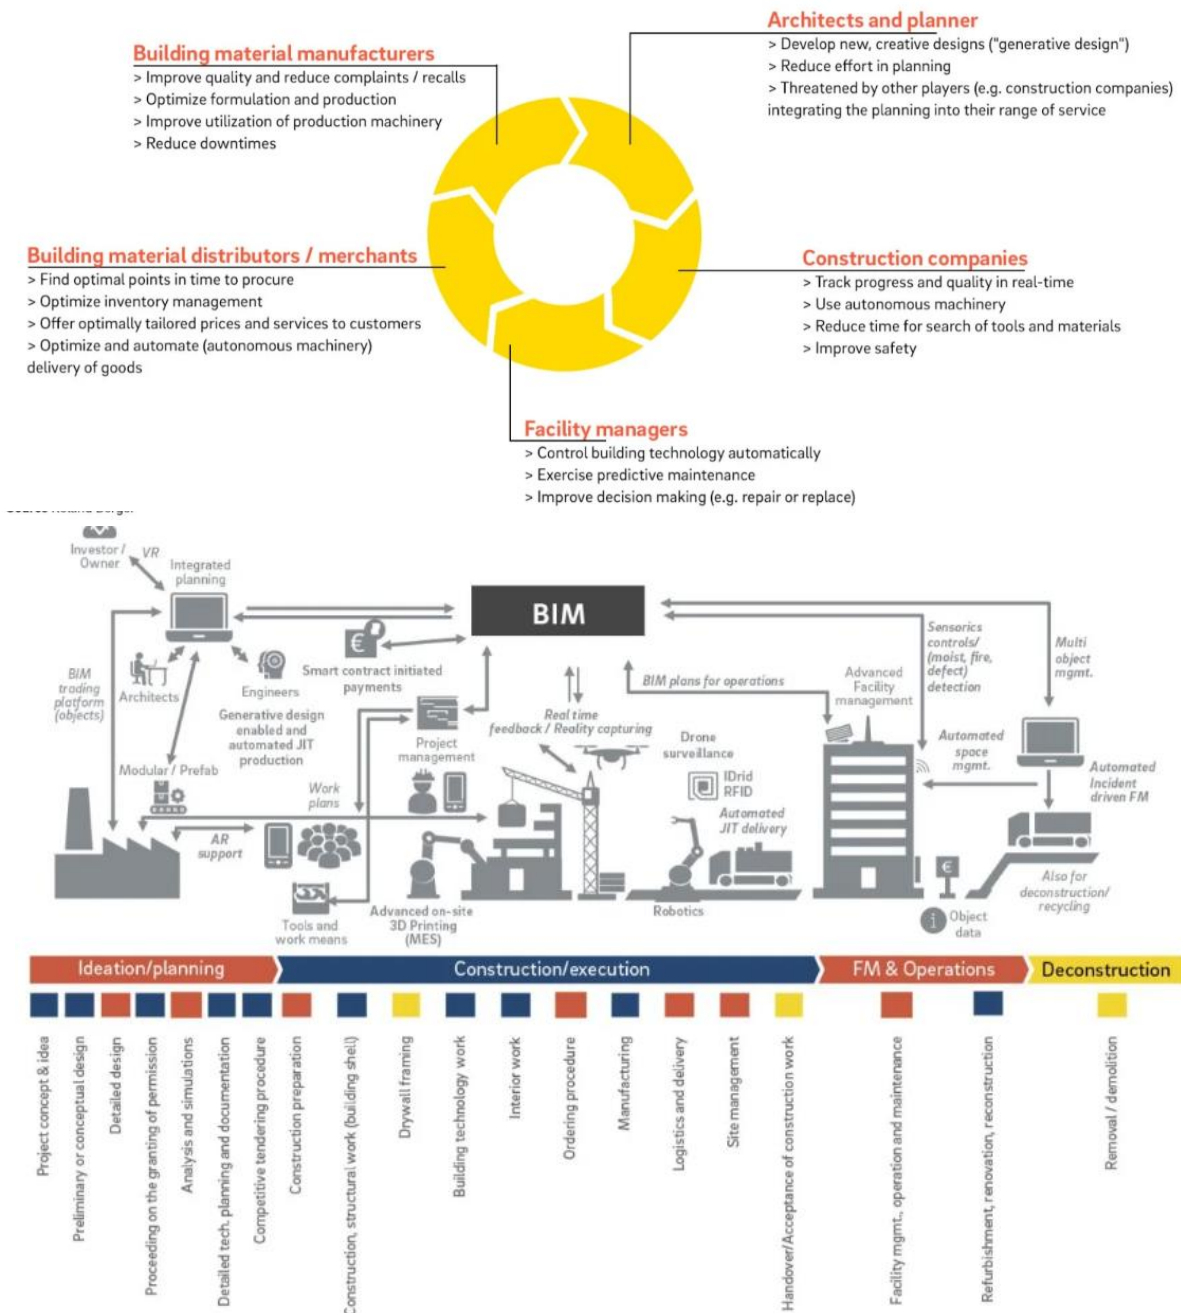 Architects and planner
> Develop new, creative designs ("generative design")
> Reduce effort in planning
> Threatened by other players (e.g. construction companies)
integrating the planning into their range of service
Building material manufacturers
> Improve quality and reduce complaints / recalls
> Optimize formulation and production
> Improve utilization of production machinery
> Reduce downtimes
Building material distributors / merchants
> Find optimal points in time to procure
> Optimize inventory management
> Offer optimally tailored prices and services to customers
> Optimize and automate (autonomous machinery)
delivery of goods
Construction companies
> Track progress and quality in real-time
> Use autonomous machinery
> Reduce time for search of tools and materials
> Improve safety
Facility managers
> Control building technology automatically
> Exercise predictive maintenance
> Improve decision making (e.g. repair or replace)
Investor /
Owner
VR
Integrated
planning
BIM
BIM
trading
platform
(objects)
Architects
Engineers
Generative design
enabled and
automated JIT
production
€
Smart contract initiated
payments
Project
management
Real time
feedback / Reality capturing
BIM plans for operations
Drone
surveillance
IDrid
RFID
Automated
JIT delivery
Advanced
Facility
management
Sensorics
controls/
(moist, fire,
defect)
detection
Multi
object
mgmt.
Automated
space
mgmt.
Automated
Incident
driven FM
Modular / Prefab
Work
plans
AR
support
Tools and
work means
Advanced on-site
3D Printing
(MES)
Robotics
€
i
Object
data
Also for
deconstruction/
recycling
Ideation/planning
Construction/execution
FM & Operations
Deconstruction
Project concept & idea
Preliminary or conceptual design
Detailed design
Proceeding on the granting of permission
Analysis and simulations
Detailed tech. planning and documentation
Competitive tendering procedure
Construction preparation
Construction, structural work (building shell)
Drywall framing
Building technology work
Interior work
Ordering procedure
Manufacturing
Logistics and delivery
Site management
Handover/Acceptance of construction work
Facility mgmt., operation and maintenance
Refurbishment, renovation, reconstruction
Removal / demolition